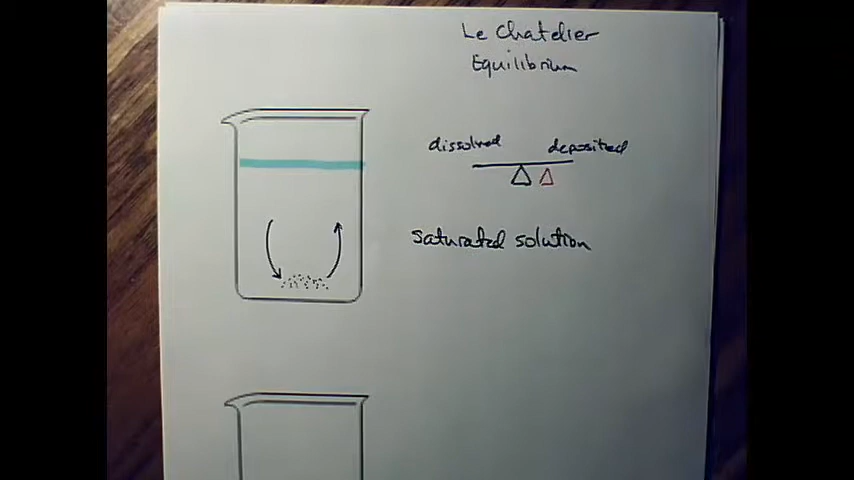 Le Chatelier
Equilibrium
dissolved deposited
Saturated solution